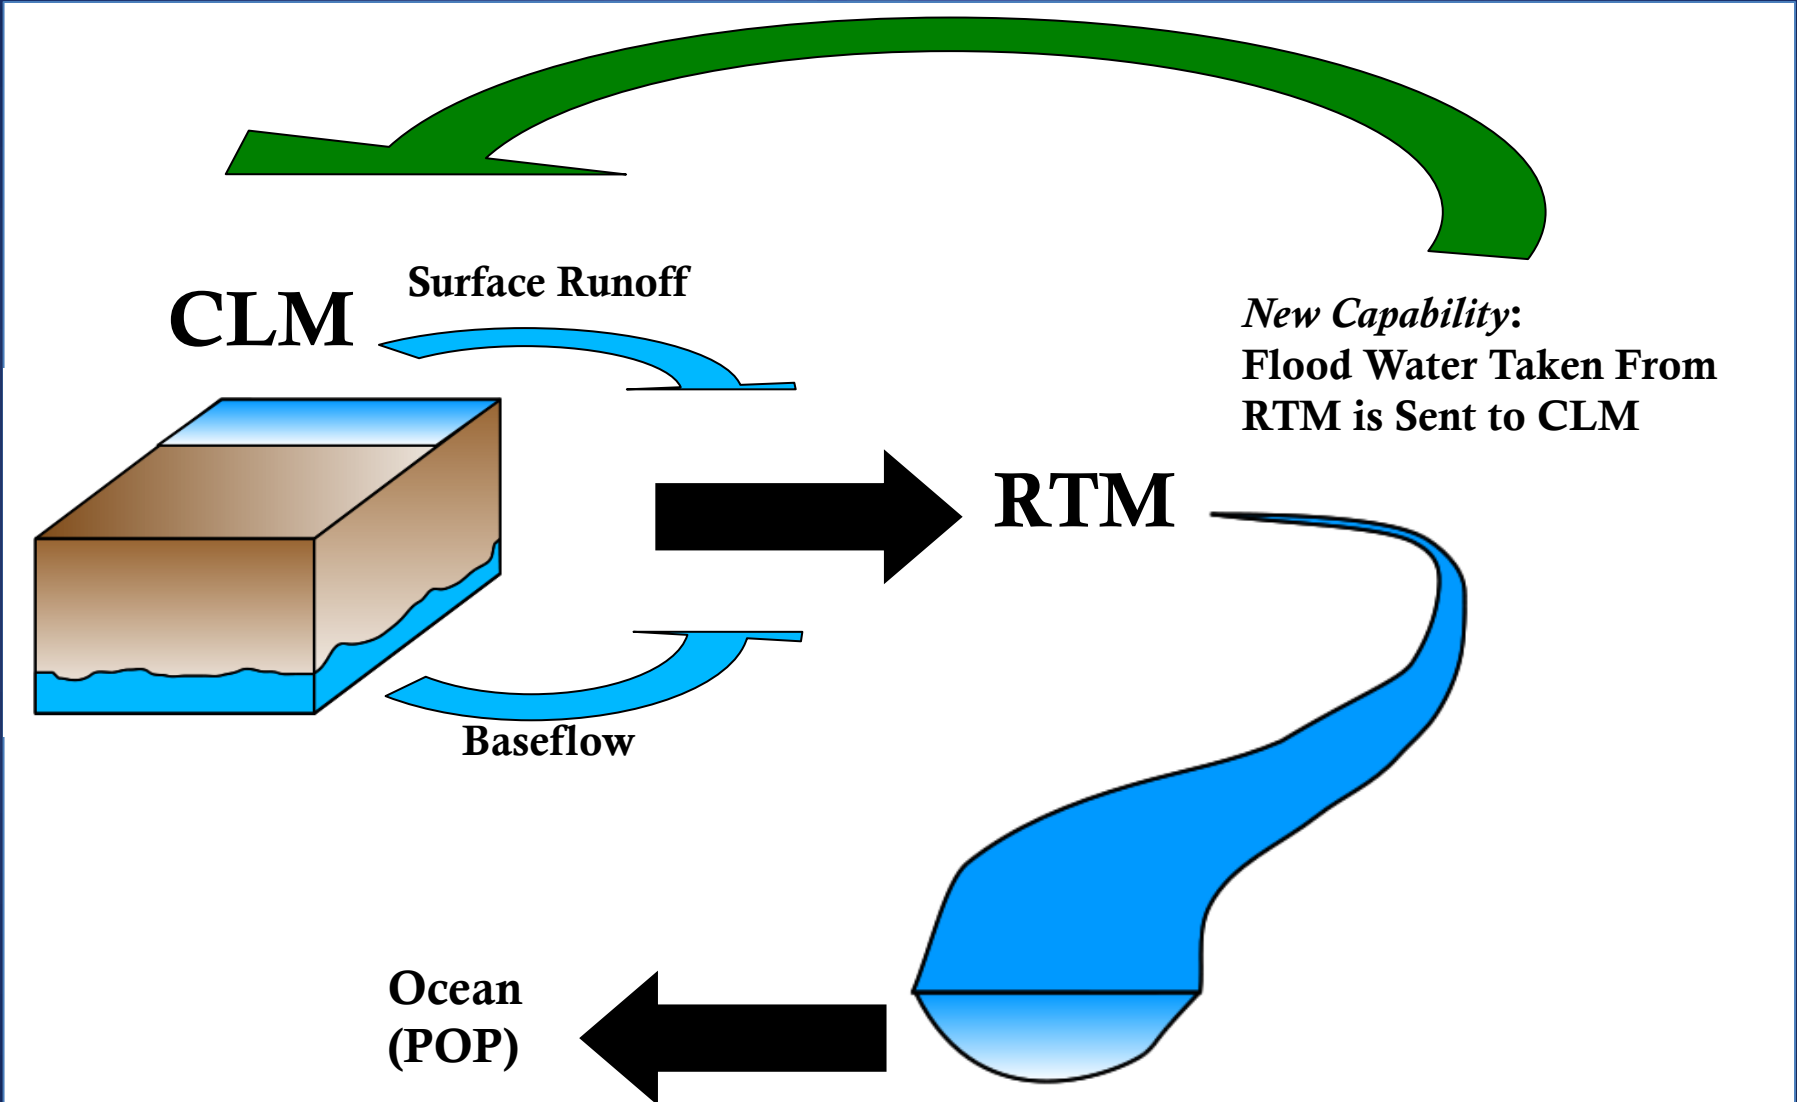 CLM
Surface Runoff
New Capability:
Flood Water Taken From
RTM is Sent to CLM
RTM
Baseflow
Ocean
(POP)